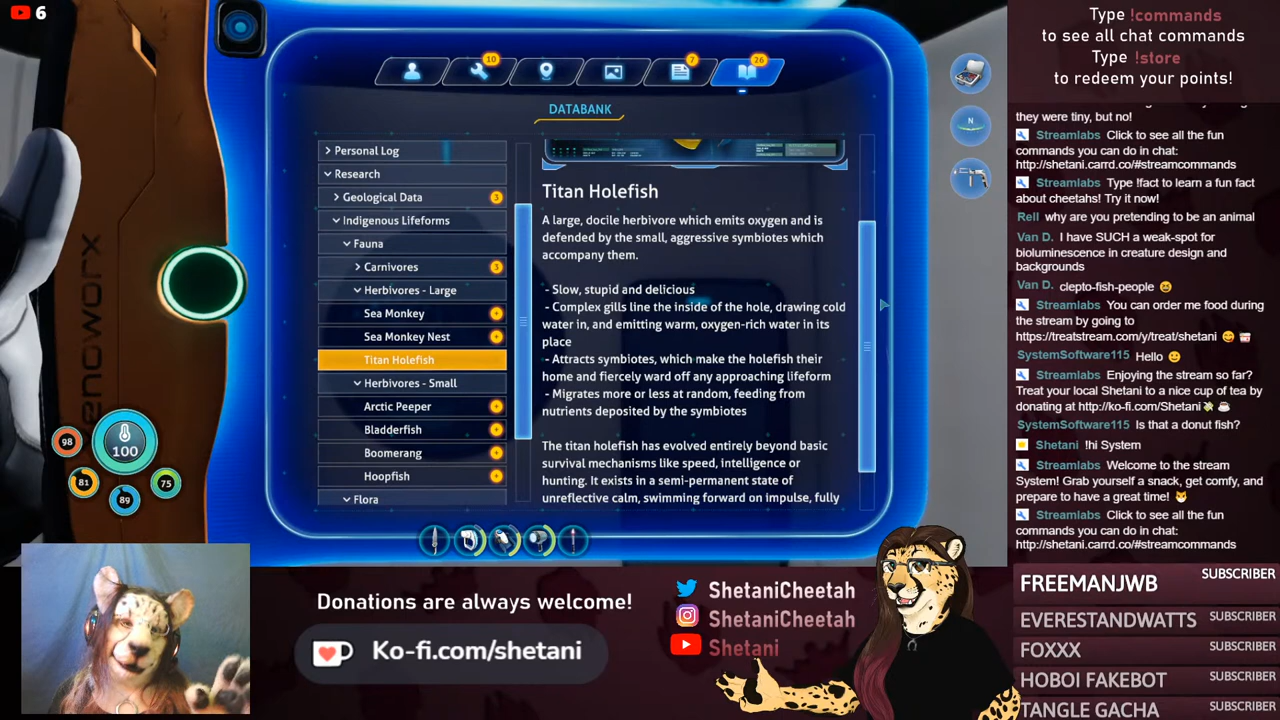 6
10
7
26
DATABANK
Personal Log
Research
Geological Data
3
Indigenous Lifeforms
Fauna
Carnivores
3
Herbivores - Large
Sea Monkey
Sea Monkey Nest
Titan Holefish
Herbivores - Small
Arctic Peeper
Bladderfish
Boomerang
Hoopfish
Flora
Titan Holefish
A large, docile herbivore which emits oxygen and is
defended by the small, aggressive symbiotes which
accompany them.
- Slow, stupid and delicious
- Complex gills line the inside of the hole, drawing cold
water in, and emitting warm, oxygen-rich water in its
place
- Attracts symbiotes, which make the holefish their
home and fiercely ward off any approaching lifeform
- Migrates more or less at random, feeding from
nutrients deposited by the symbiotes
The titan holefish has evolved entirely beyond basic
survival mechanisms like speed, intelligence or
hunting. It exists in a semi-permanent state of
unreflective calm, swimming forward on impulse, fully
N
enoworx
98
100
81
89
75
Donations are always welcome!
Ko-fi.com/shetani
ShetaniCheetah
ShetaniCheetah
Shetani
Type !commands
to see all chat commands
Type !store
to redeem your points!
they were tiny, but no!
Streamlabs Click to see all the fun
commands you can do in chat:
http://shetani.carrd.co/#streamcommands
Streamlabs Type !fact to learn a fun fact
about cheetahs! Try it now!
Rell why are you pretending to be an animal
Van D. I have SUCH a weak-spot for
bioluminescence in creature design and
backgrounds
Van D. clepto-fish-people
Streamlabs You can order me food during
the stream by going to
https://treatstream.com/y/treat/shetani
SystemSoftware115 Hello
Streamlabs Enjoying the stream so far?
Treat your local Shetani to a nice cup of tea by
donating at http://ko-fi.com/Shetani
SystemSoftware115 Is that a donut fish?
Shetani !hi System
Streamlabs Welcome to the stream
System! Grab yourself a snack, get comfy, and
prepare to have a great time!
Streamlabs Click to see all the fun
commands you can do in chat:
http://shetani.carrd.co/#streamcommands
FREEMANJWB SUBSCRIBER
EVERESTANDWATTS SUBSCRIBER
FOXXX SUBSCRIBER
HOBOI FAKEBOT SUBSCRIBER
TANGLE GACHA SUBSCRIBER